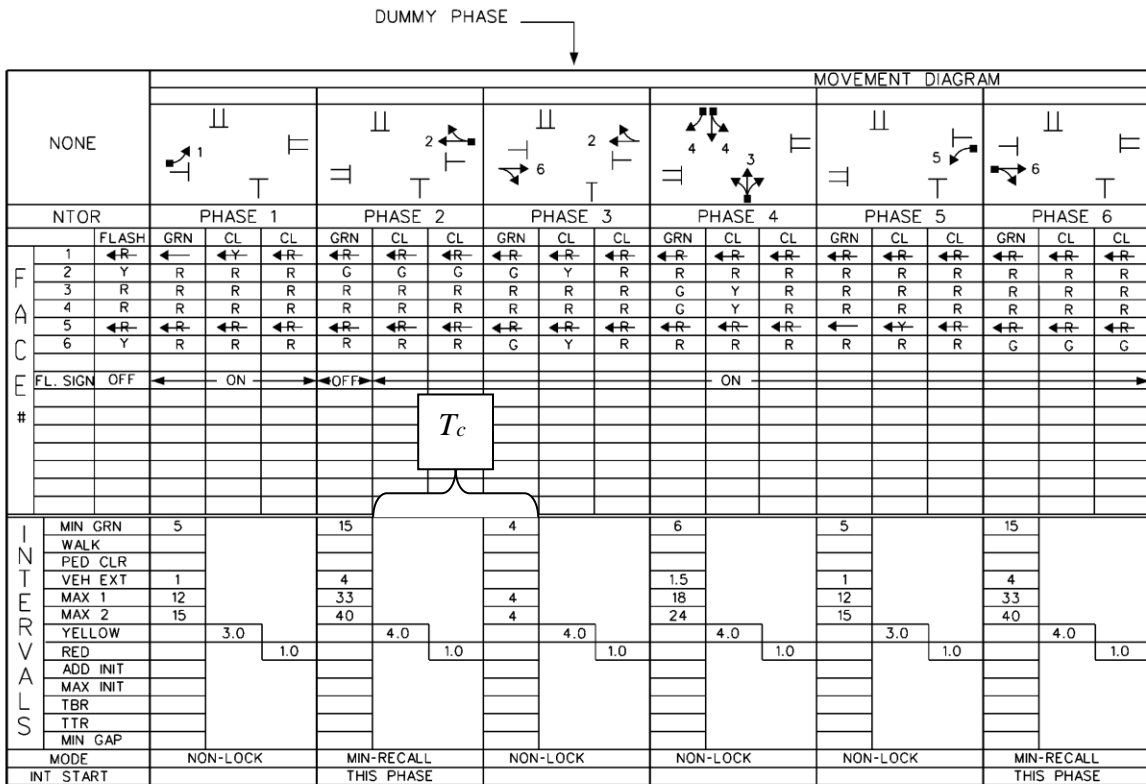 DUMMY PHASE
MOVEMENT DIAGRAM
NONE
1
2
2
6
4 4
3
5
6
NTOR PHASE 1 PHASE 2 PHASE 3 PHASE 4 PHASE 5 PHASE 6
FLASH GRN CL CL GRN CL CL GRN CL CL GRN CL CL GRN CL CL GRN CL CL
1 R Y R R R R R R R R R R R R R R R R
2 Y R R R G G G G Y R R R R R R R R R R
3 R R R R R R R R R R G Y R R R R R R R
4 R R R R R R R R R R G Y R R R R R R R
5 R R R R R R R R R R R R R Y R R R R
6 Y R R R R R R G Y R R R R R R R G G G
FL. SIGN OFF ON OFF ON
FACE
#
Tc
INTERVALS
MIN GRN 5 15 4 6 5 15
WALK
PED CLR
VEH EXT 1 4 1.5 1 4
MAX 1 12 33 4 18 12 33
MAX 2 15 40 4 24 15 40
YELLOW 3.0 4.0 4.0 4.0 3.0 4.0
RED 1.0 1.0 1.0 1.0 1.0 1.0
ADD INIT
MAX INIT
TBR
TTR
MIN GAP
MODE NON-LOCK MIN-RECALL NON-LOCK NON-LOCK NON-LOCK MIN-RECALL
INT START THIS PHASE THIS PHASE